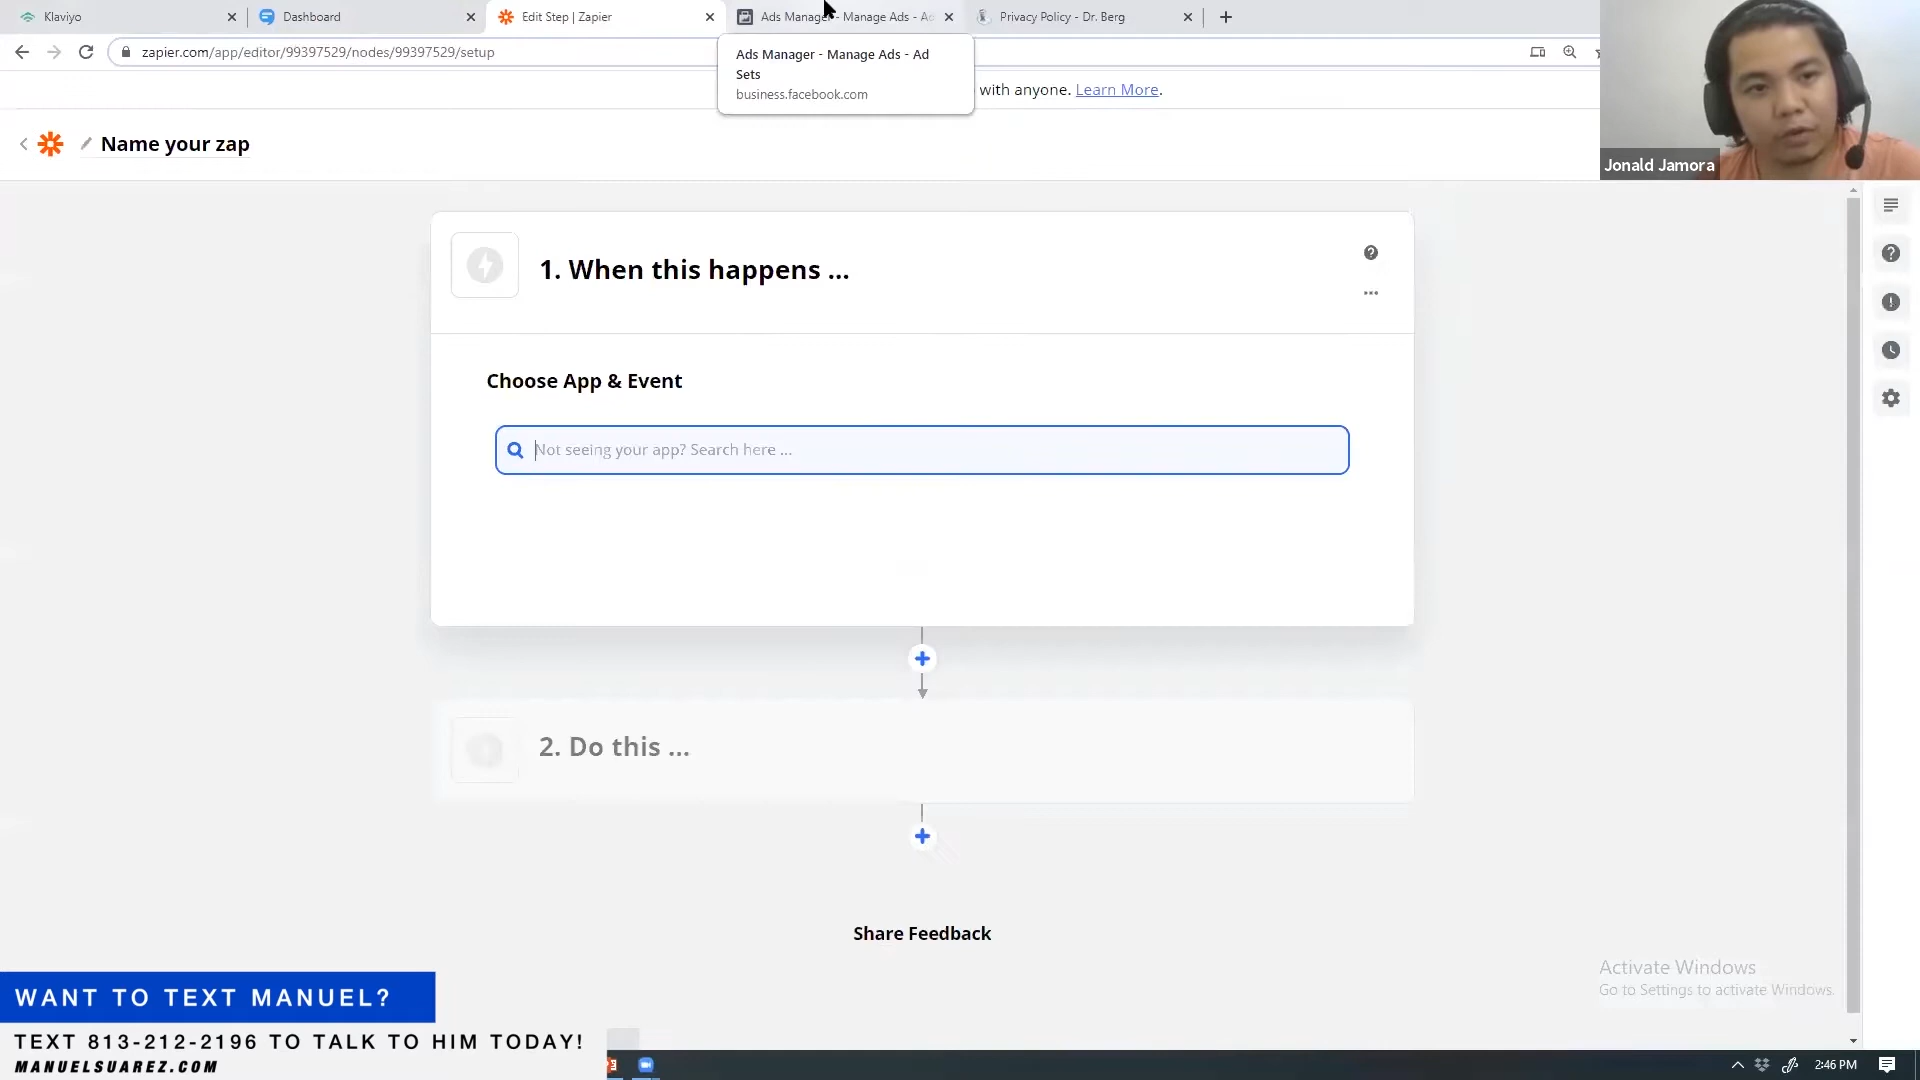 Klaviyo
Dashboard
Edit Step | Zapier
Ads Manager - Manage Ads - Ad
Privacy Policy - Dr. Berg
zapier.com/app/editor/99397529/nodes/99397529/setup
Ads Manager - Manage Ads - Ad
Sets
business.facebook.com
with anyone. Learn More.
Name your zap
Jonald Jamora
1. When this happens ...
Choose App & Event
Not seeing your app? Search here ...
2. Do this ...
Share Feedback
Activate Windows
Go to Settings to activate Windows.
WANT TO TEXT MANUEL?
TEXT 813-212-2196 TO TALK TO HIM TODAY!
MANUELSUAREZ.COM
2:46 PM